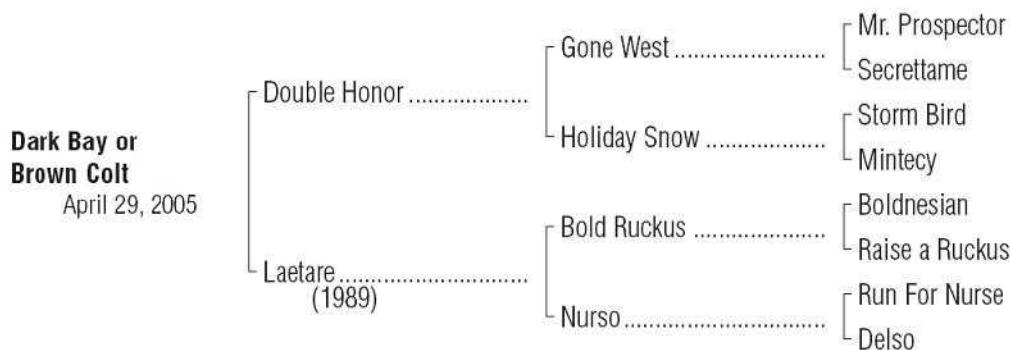 Mr. Prospector
Gone West ....................
Secrettame
Double Honor ................
Storm Bird
Holiday Snow ................
Mintecy
Dark Bay or
Brown Colt
April 29, 2005
Boldnesian
Bold Ruckus .................
Raise a Ruckus
Laetare .........................
(1989)
Run For Nurse
Nurso ...........................
Delso